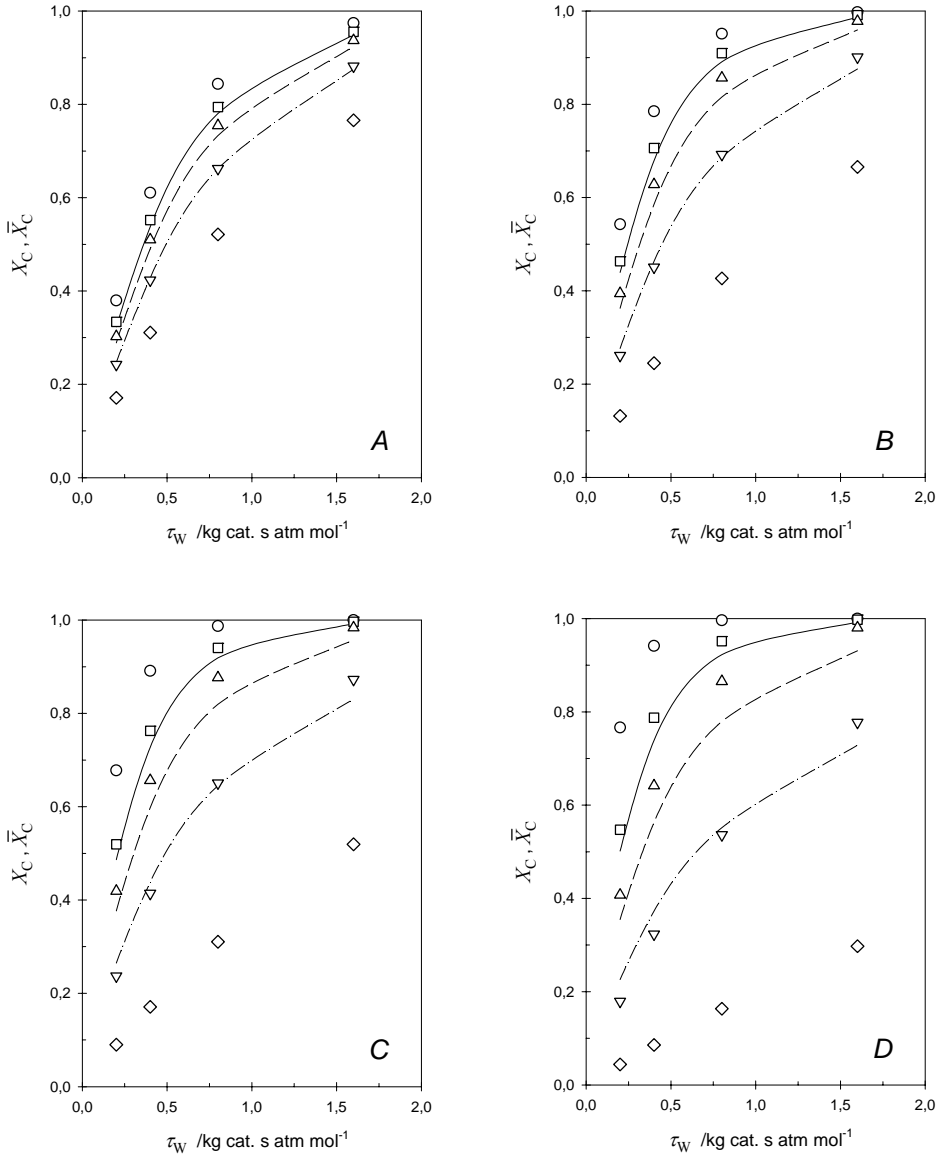 1,0
0,8
0,6
0,4
0,2
0,0
X_C , X̅_C
A
0,0 0,5 1,0 1,5 2,0
τ_W /kg cat. s atm mol⁻¹
1,0
0,8
0,6
0,4
0,2
0,0
X_C , X̅_C
B
0,0 0,5 1,0 1,5 2,0
τ_W /kg cat. s atm mol⁻¹
1,0
0,8
0,6
0,4
0,2
0,0
X_C , X̅_C
C
0,0 0,5 1,0 1,5 2,0
τ_W /kg cat. s atm mol⁻¹
1,0
0,8
0,6
0,4
0,2
0,0
X_C , X̅_C
D
0,0 0,5 1,0 1,5 2,0
τ_W /kg cat. s atm mol⁻¹